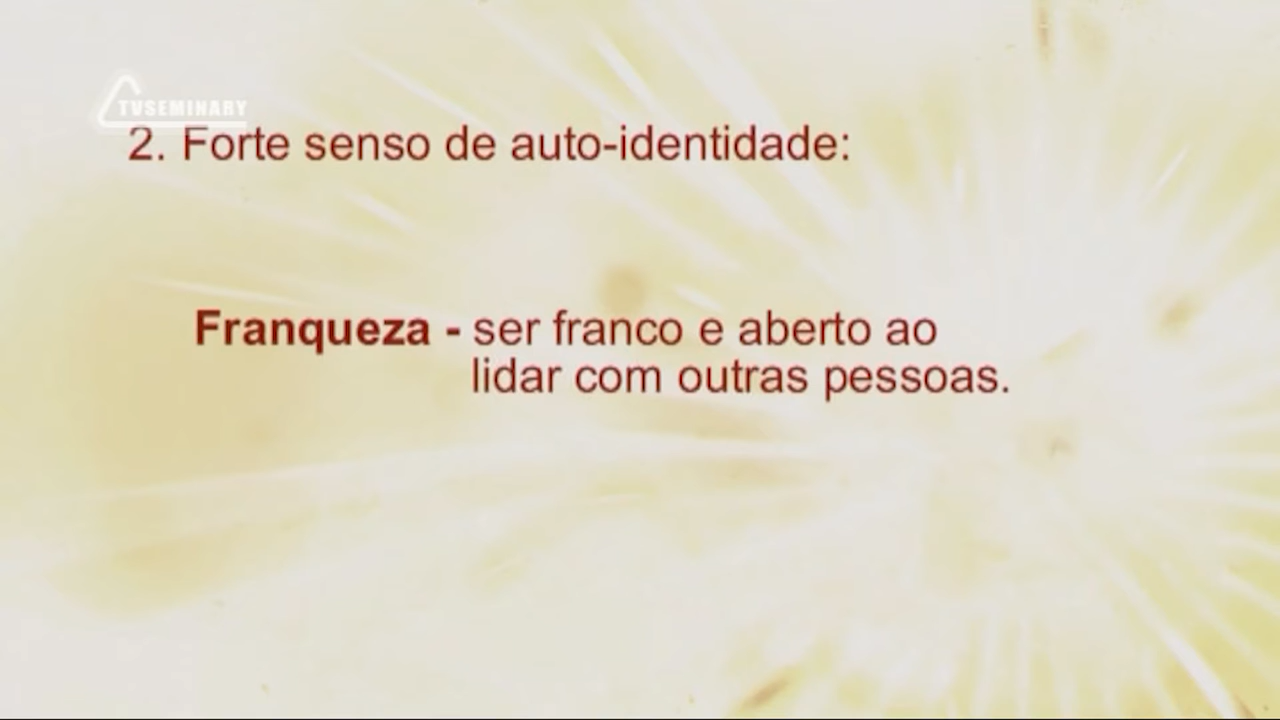 TVSEMINARY
2. Forte senso de auto-identidade:
Franqueza - ser franco e aberto ao
lidar com outras pessoas.